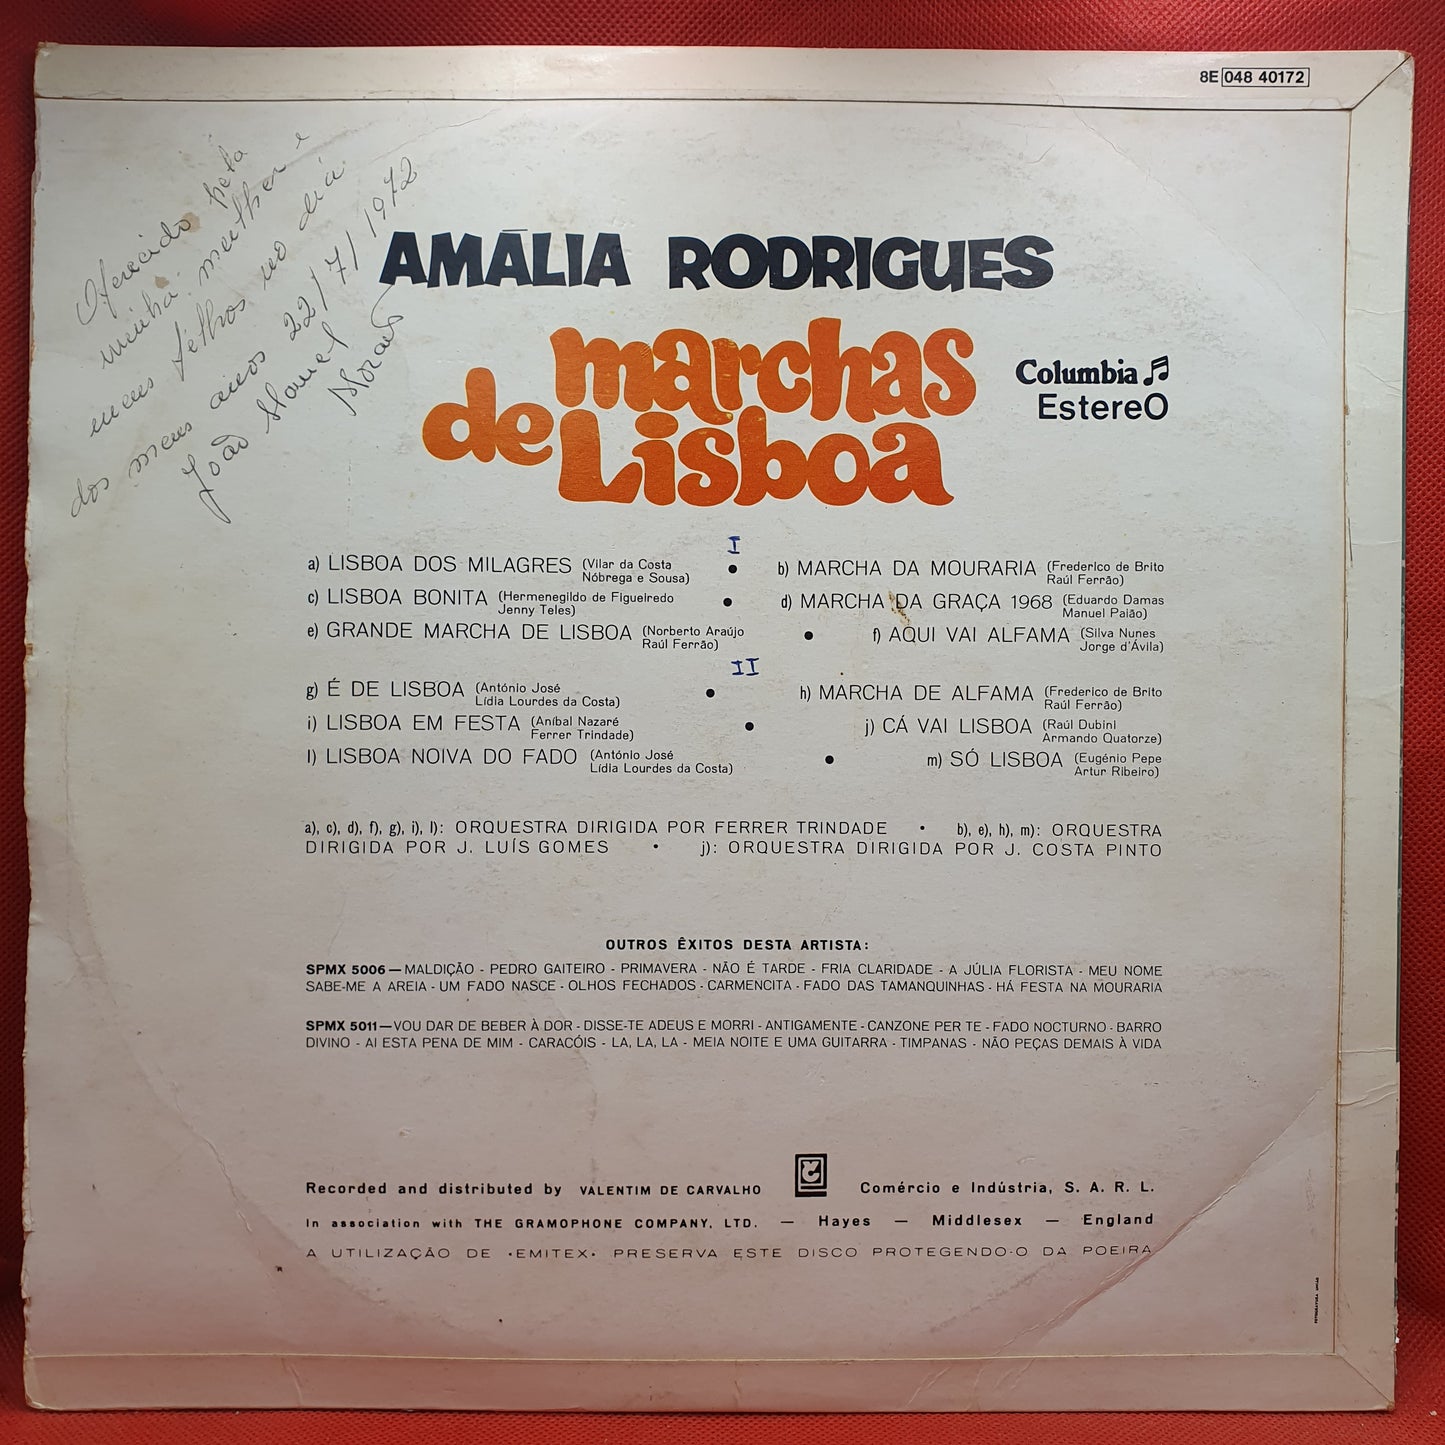 8E 048 40172
Oferecido pela
minha mulher e
meus filhos no dia
dos meus anos 22/7/1972
João Manuel
Moraes
AMÁLIA RODRIGUES
marchas
de Lisboa
Columbia
EstereO
I
a) LISBOA DOS MILAGRES (Vilar da Costa Nóbrega e Sousa) • b) MARCHA DA MOURARIA (Frederico de Brito Raúl Ferrão)
c) LISBOA BONITA (Hermenegildo de Figueiredo Jenny Teles) • d) MARCHA DA GRAÇA 1968 (Eduardo Damas Manuel Paião)
e) GRANDE MARCHA DE LISBOA (Norberto Araújo Raúl Ferrão) • f) AQUI VAI ALFAMA (Silva Nunes Jorge d'Ávila)
II
g) É DE LISBOA (António José Lídia Lourdes da Costa) • h) MARCHA DE ALFAMA (Frederico de Brito Raúl Ferrão)
i) LISBOA EM FESTA (Aníbal Nazaré Ferrer Trindade) • j) CÁ VAI LISBOA (Raúl Dubini Armando Quatorze)
l) LISBOA NOIVA DO FADO (António José Lídia Lourdes da Costa) • m) SÓ LISBOA (Eugénio Pepe Artur Ribeiro)
a), c), d), f), g), i), l): ORQUESTRA DIRIGIDA POR FERRER TRINDADE • b), e), h), m): ORQUESTRA
DIRIGIDA POR J. LUÍS GOMES • j): ORQUESTRA DIRIGIDA POR J. COSTA PINTO
OUTROS ÊXITOS DESTA ARTISTA:
SPMX 5006 — MALDIÇÃO - PEDRO GAITEIRO - PRIMAVERA - NÃO É TARDE - FRIA CLARIDADE - A JÚLIA FLORISTA - MEU NOME
SABE-ME A AREIA - UM FADO NASCE - OLHOS FECHADOS - CARMENCITA - FADO DAS TAMANQUINHAS - HÁ FESTA NA MOURARIA
SPMX 5011 — VOU DAR DE BEBER À DOR - DISSE-TE ADEUS E MORRI - ANTIGAMENTE - CANZONE PER TE - FADO NOCTURNO - BARRO
DIVINO - AI ESTA PENA DE MIM - CARACÓIS - LA, LA, LA - MEIA NOITE E UMA GUITARRA - TIMPANAS - NÃO PEÇAS DEMAIS À VIDA
Recorded and distributed by VALENTIM DE CARVALHO Comércio e Indústria, S. A. R. L.
In association with THE GRAMOPHONE COMPANY, LTD. — Hayes — Middlesex — England
A UTILIZAÇÃO DE «EMITEX» PRESERVA ESTE DISCO PROTEGENDO-O DA POEIRA